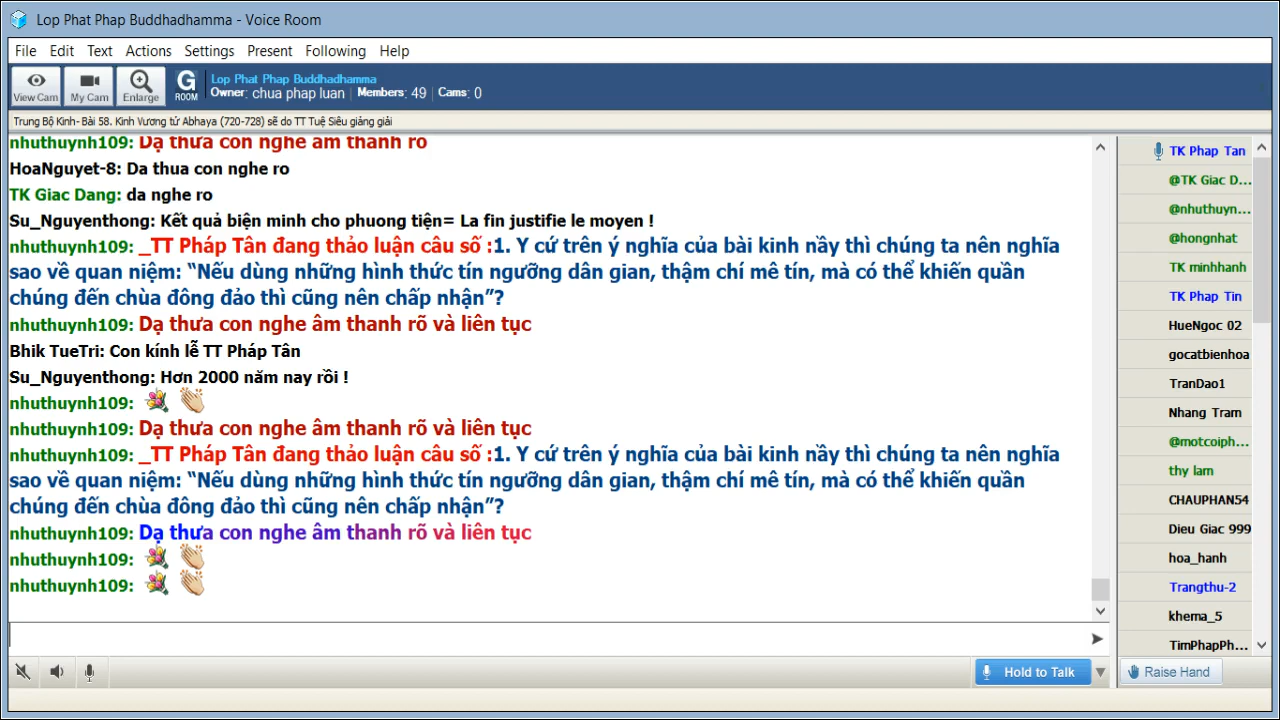 Lop Phat Phap Buddhadhamma - Voice Room
File Edit Text Actions Settings Present Following Help
View Cam My Cam Enlarge G ROOM
Lop Phat Phap Buddhadhamma
Owner: chua phap luan Members: 49 Cams: 0
Trung Bộ Kinh- Bài 58. Kinh Vương tử Abhaya (720-728) sẽ do TT Tuệ Siêu giảng giải
nhuthuynh109: Dạ thưa con nghe âm thanh rõ
HoaNguyet-8: Da thua con nghe ro
TK Giac Dang: da nghe ro
Su_Nguyenthong: Kết quả biện minh cho phuong tiện= La fin justifie le moyen !
nhuthuynh109: _TT Pháp Tân đang thảo luận câu số :1. Y cứ trên ý nghĩa của bài kinh nầy thì chúng ta nên nghĩa
sao về quan niệm: “Nếu dùng những hình thức tín ngưỡng dân gian, thậm chí mê tín, mà có thể khiến quần
chúng đến chùa đông đảo thì cũng nên chấp nhận”?
nhuthuynh109: Dạ thưa con nghe âm thanh rõ và liên tục
Bhik TueTri: Con kính lễ TT Pháp Tân
Su_Nguyenthong: Hơn 2000 năm nay rồi !
nhuthuynh109:
nhuthuynh109: Dạ thưa con nghe âm thanh rõ và liên tục
nhuthuynh109: _TT Pháp Tân đang thảo luận câu số :1. Y cứ trên ý nghĩa của bài kinh nầy thì chúng ta nên nghĩa
sao về quan niệm: “Nếu dùng những hình thức tín ngưỡng dân gian, thậm chí mê tín, mà có thể khiến quần
chúng đến chùa đông đảo thì cũng nên chấp nhận”?
nhuthuynh109: Dạ thưa con nghe âm thanh rõ và liên tục
nhuthuynh109:
nhuthuynh109:
Hold to Talk
TK Phap Tan
@TK Giac D...
@nhuthuyn...
@hongnhat
TK minhhanh
TK Phap Tin
HueNgoc 02
gocatbienhoa
TranDao1
Nhang Tram
@motcoiph...
thy lam
CHAUPHAN54
Dieu Giac 999
hoa_hanh
Trangthu-2
khema_5
TimPhapPh...
Raise Hand